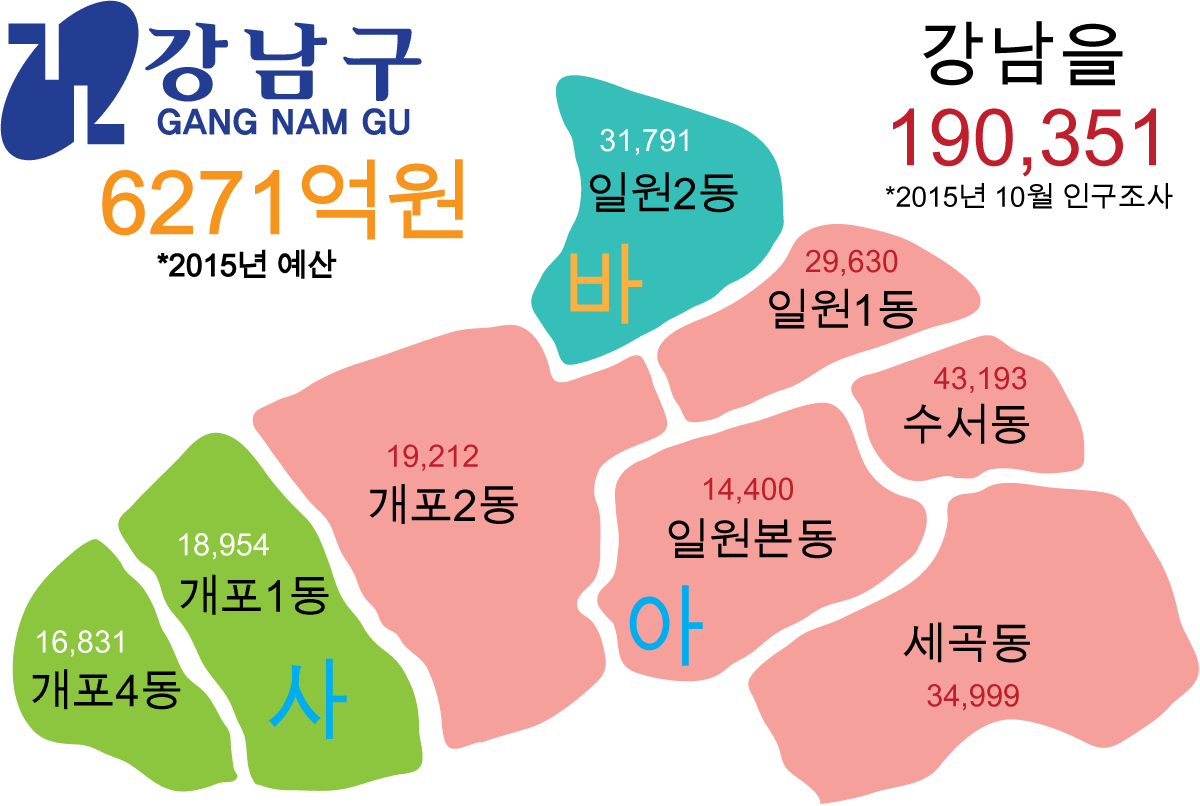 강남구
GANG NAM GU
6271억원
*2015년 예산
강남을
190,351
*2015년 10월 인구조사
31,791
일원2동
바
29,630
일원1동
43,193
수서동
19,212
개포2동
14,400
일원본동
아
18,954
개포1동
사
16,831
개포4동
세곡동
34,999